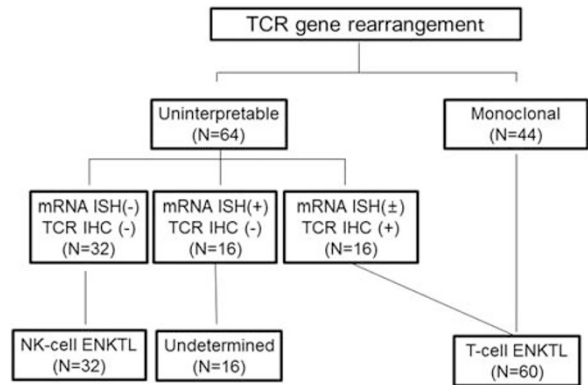 TCR gene rearrangement
Uninterpretable
(N=64)
Monoclonal
(N=44)
mRNA ISH(-)
TCR IHC (-)
(N=32)
mRNA ISH(+)
TCR IHC (-)
(N=16)
mRNA ISH(±)
TCR IHC (+)
(N=16)
NK-cell ENKTL
(N=32)
Undetermined
(N=16)
T-cell ENKTL
(N=60)